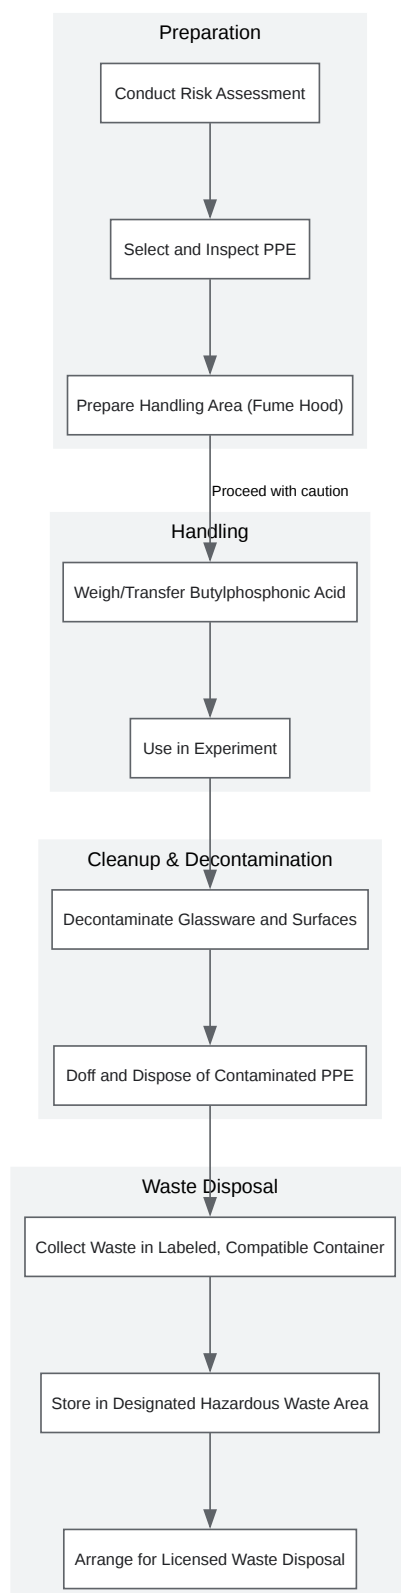 Preparation
Conduct Risk Assessment
Select and Inspect PPE
Prepare Handling Area (Fume Hood)
Proceed with caution
Handling
Weigh/Transfer Butylphosphonic Acid
Use in Experiment
Cleanup & Decontamination
Decontaminate Glassware and Surfaces
Doff and Dispose of Contaminated PPE
Waste Disposal
Collect Waste in Labeled, Compatible Container
Store in Designated Hazardous Waste Area
Arrange for Licensed Waste Disposal